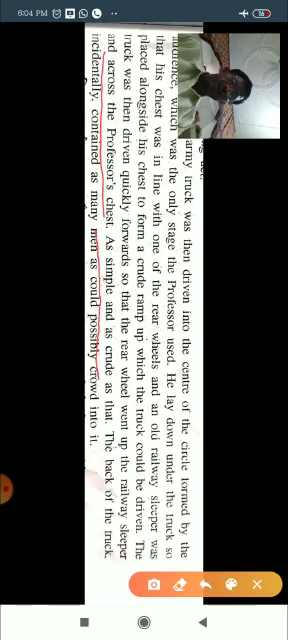 6:04 PM
16
army truck was then driven into the centre of the circle formed by the
audience, which was the only stage the Professor used. He lay down under the truck so
that his chest was in line with one of the rear wheels and an old railway sleeper was
placed alongside his chest to form a crude ramp up which the truck could be driven. The
truck was then driven quickly forwards so that the rear wheel went up the railway sleeper
and across the Professor's chest. As simple and as crude as that. The back of the truck,
incidentally, contained as many men as could possibly crowd into it.